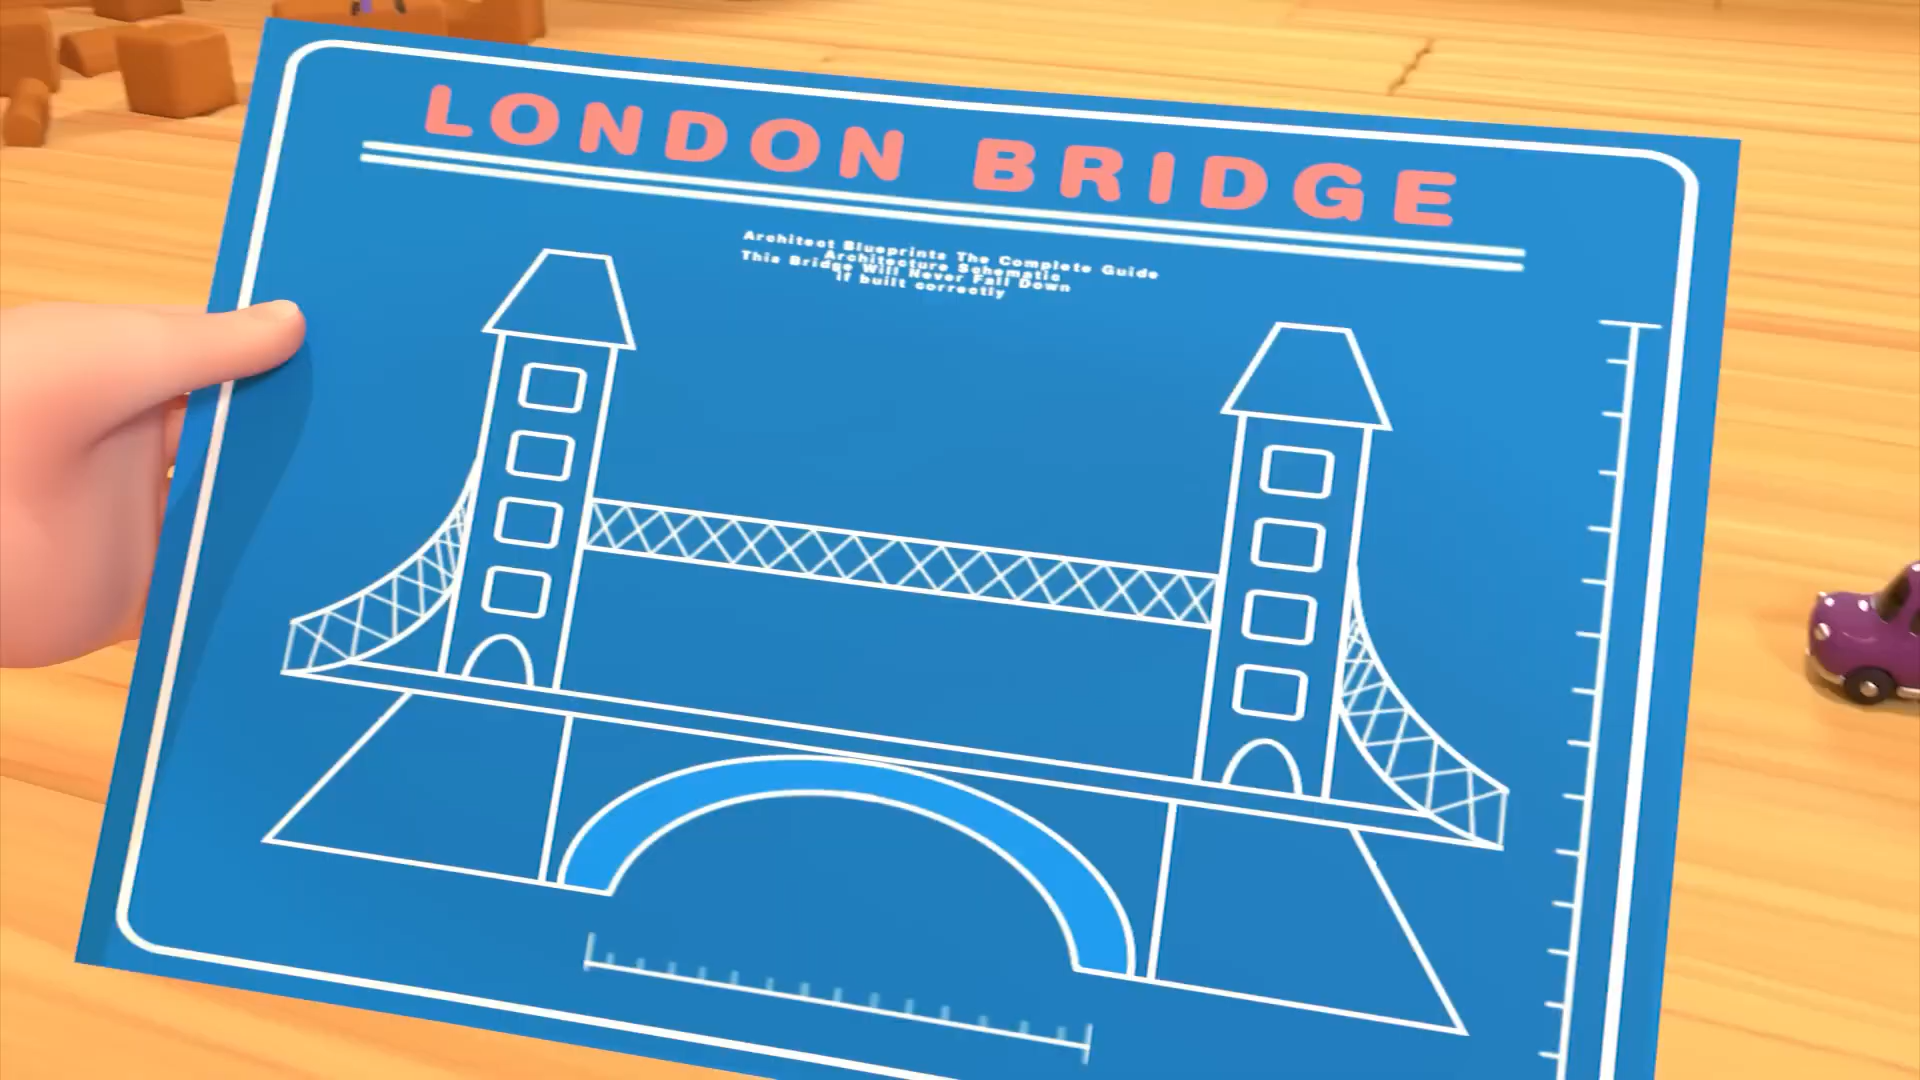 LONDON BRIDGE
Architect Blueprints The Complete Guide
Architecture Schematic
This Bridge Will Never Fall Down
if built correctly